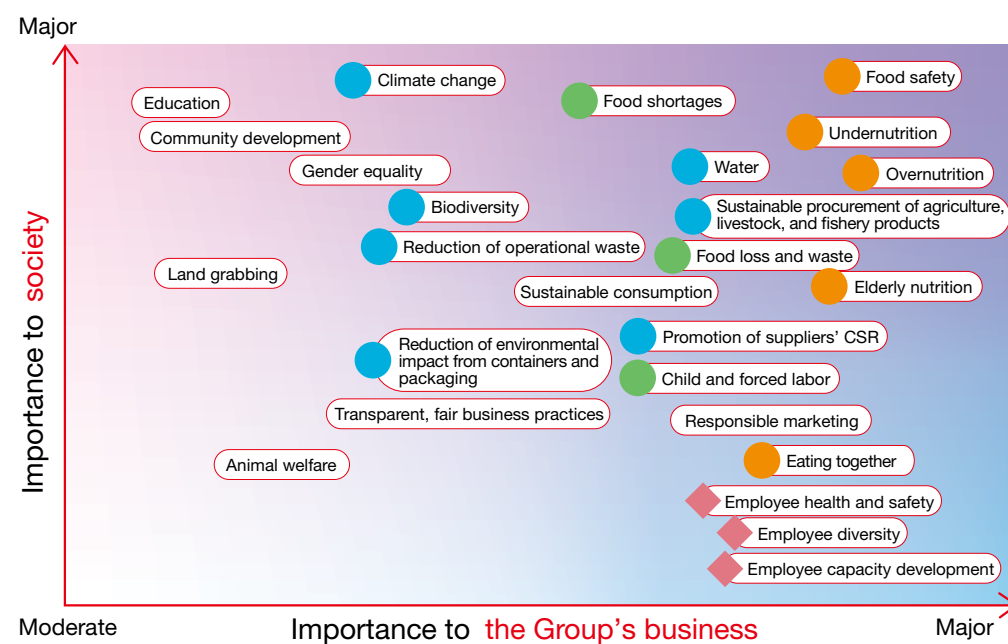 Major
Climate change
Food safety
Education
Food shortages
Community development
Undernutrition
Gender equality
Water
Overnutrition
Biodiversity
Sustainable procurement of agriculture,
livestock, and fishery products
Reduction of operational waste
Food loss and waste
Land grabbing
Sustainable consumption
Elderly nutrition
Importance to society
Reduction of environmental
impact from containers and
packaging
Promotion of suppliers’ CSR
Child and forced labor
Transparent, fair business practices
Responsible marketing
Animal welfare
Eating together
Employee health and safety
Employee diversity
Employee capacity development
Moderate
Importance to the Group’s business
Major